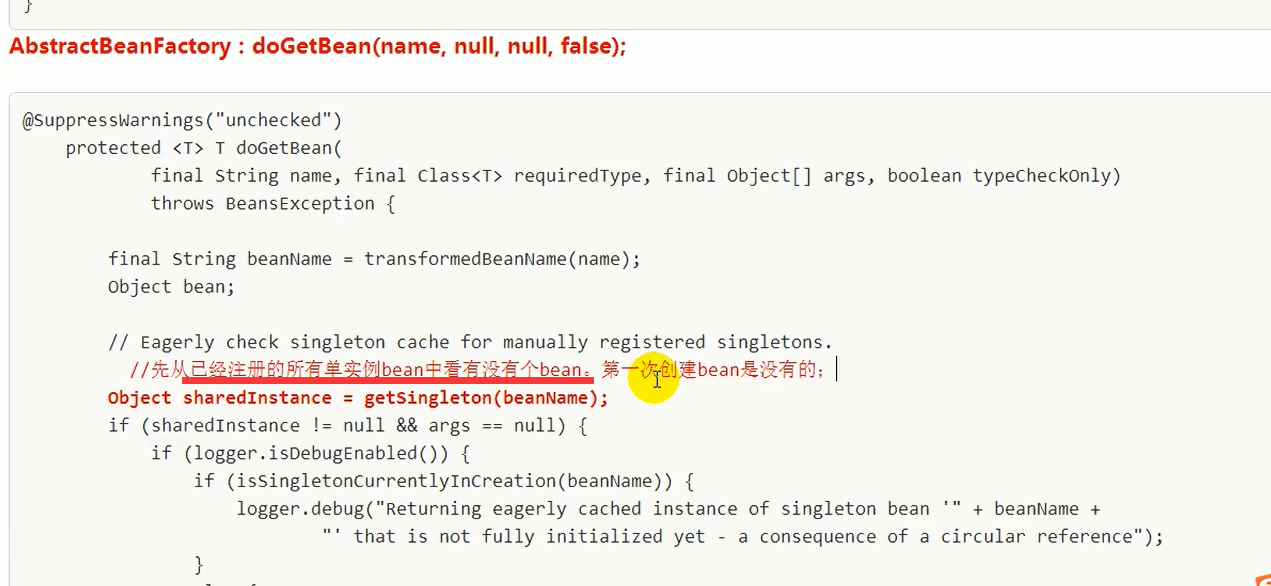 }
AbstractBeanFactory : doGetBean(name, null, null, false);
@SuppressWarnings("unchecked")
protected <T> T doGetBean(
final String name, final Class<T> requiredType, final Object[] args, boolean typeCheckOnly)
throws BeansException {
final String beanName = transformedBeanName(name);
Object bean;
// Eagerly check singleton cache for manually registered singletons.
//先从已经注册的所有单实例bean中看有没有个bean。第一次创建bean是没有的;
Object sharedInstance = getSingleton(beanName);
if (sharedInstance != null && args == null) {
if (logger.isDebugEnabled()) {
if (isSingletonCurrentlyInCreation(beanName)) {
logger.debug("Returning eagerly cached instance of singleton bean '" + beanName +
"' that is not fully initialized yet - a consequence of a circular reference");
}